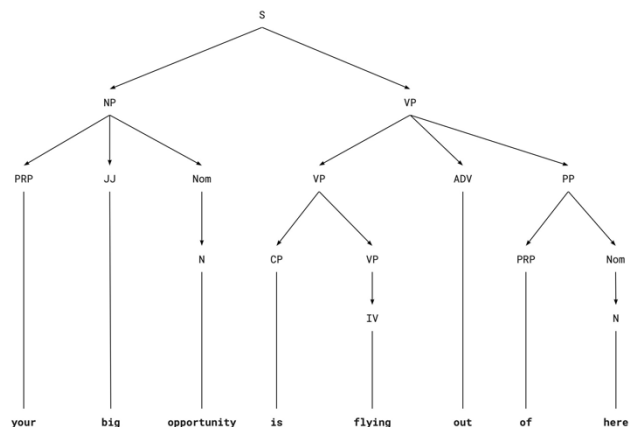 S
NP VP
PRP JJ Nom VP ADV PP
N CP VP PRP Nom
IV N
your big opportunity is flying out of here